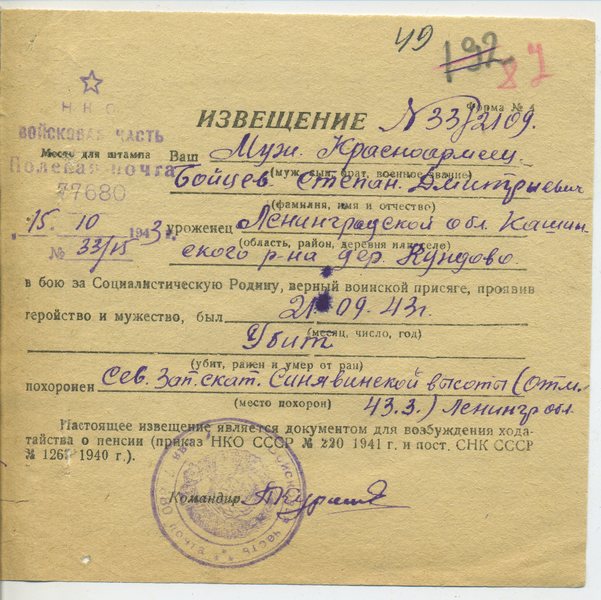 49
192
87
Форма № 4
НКО
ВОЙСКОВАЯ ЧАСТЬ
Место для штампа
Полевая почта
77680
15. 10 1943 г.
№ 33/15
ИЗВЕЩЕНИЕ № 33/2109.
Ваш Муж. Красноармеец
(муж, сын, брат, военное звание)
Бойцев Степан. Дмитриевич
(фамилия, имя и отчество)
уроженец Ленинградской обл. Кашин-
(область, район, деревня или село)
ского р-на дер. Кундово
в бою за Социалистическую Родину, верный воинской присяге, проявив
геройство и мужество, был 21 09. 43 г.
(месяц, число, год)
Убит
(убит, ранен и умер от ран)
похоронен Сев. Зап. скат. Синявинской высоты (Отм.
(место похорон)
43.3.) Ленингр обл.
Настоящее извещение является документом для возбуждения хода-
тайства о пенсии (приказ НКО СССР № 220 1941 г. и пост. СНК СССР
№ 1269 1940 г.).
Командир